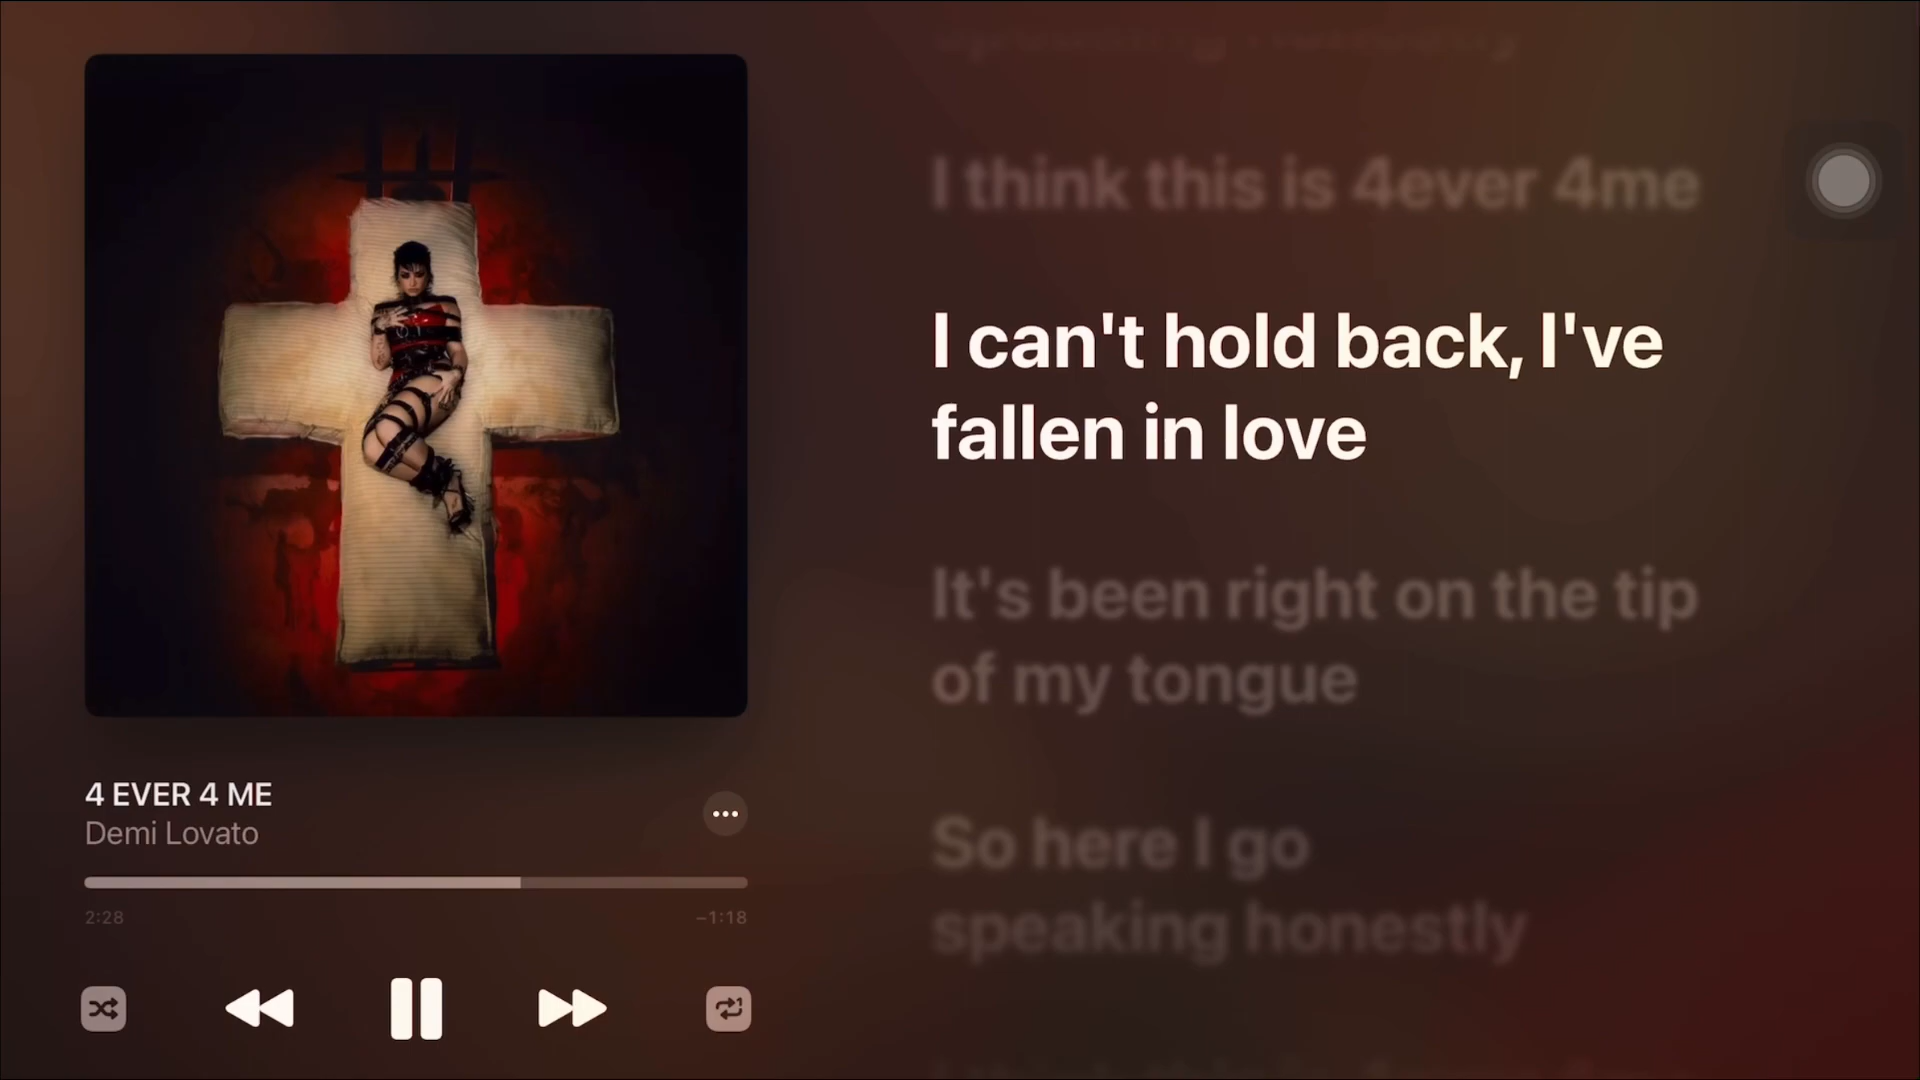 I think this is 4ever 4me
I can't hold back, I've
fallen in love
It's been right on the tip
of my tongue
So here I go
speaking honestly
4 EVER 4 ME
Demi Lovato
2:28
-1:18